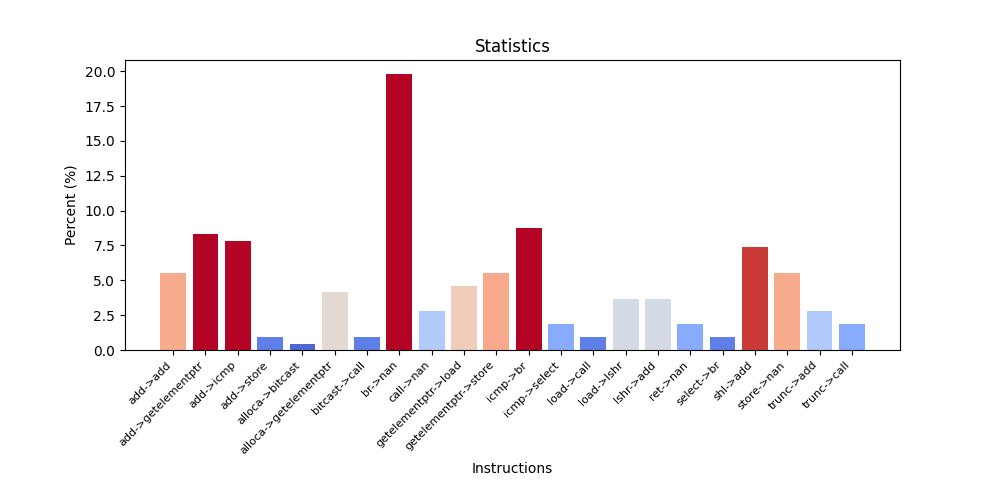 Statistics
Percent (%)
20.0
17.5
15.0
12.5
10.0
7.5
5.0
2.5
0.0
add->add
add->getelementptr
add->icmp
add->store
alloca->bitcast
alloca->getelementptr
bitcast->call
br->nan
call->nan
getelementptr->load
getelementptr->store
icmp->br
icmp->select
load->call
load->lshr
lshr->add
ret->nan
select->br
shl->add
store->nan
trunc->add
trunc->call
Instructions